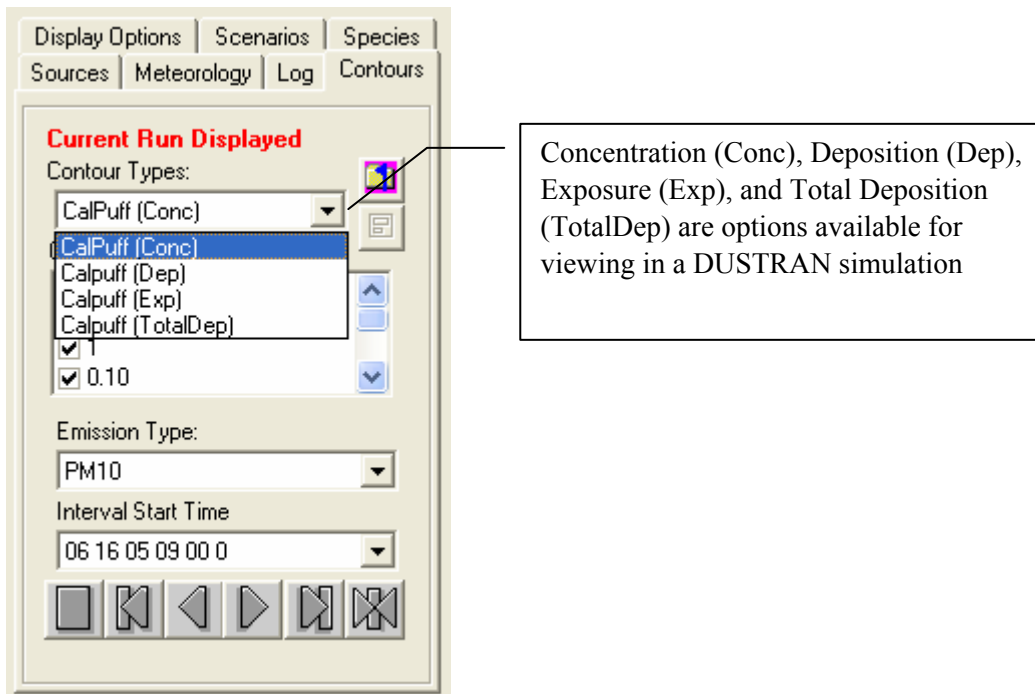 Display Options Scenarios Species
Sources Meteorology Log Contours
Current Run Displayed
Contour Types:
CalPuff (Conc)
CalPuff (Conc)
Calpuff (Dep)
Calpuff (Exp)
Calpuff (TotalDep)
1
0.10
Emission Type:
PM10
Interval Start Time
06 16 05 09 00 0
Concentration (Conc), Deposition (Dep),
Exposure (Exp), and Total Deposition
(TotalDep) are options available for
viewing in a DUSTRAN simulation